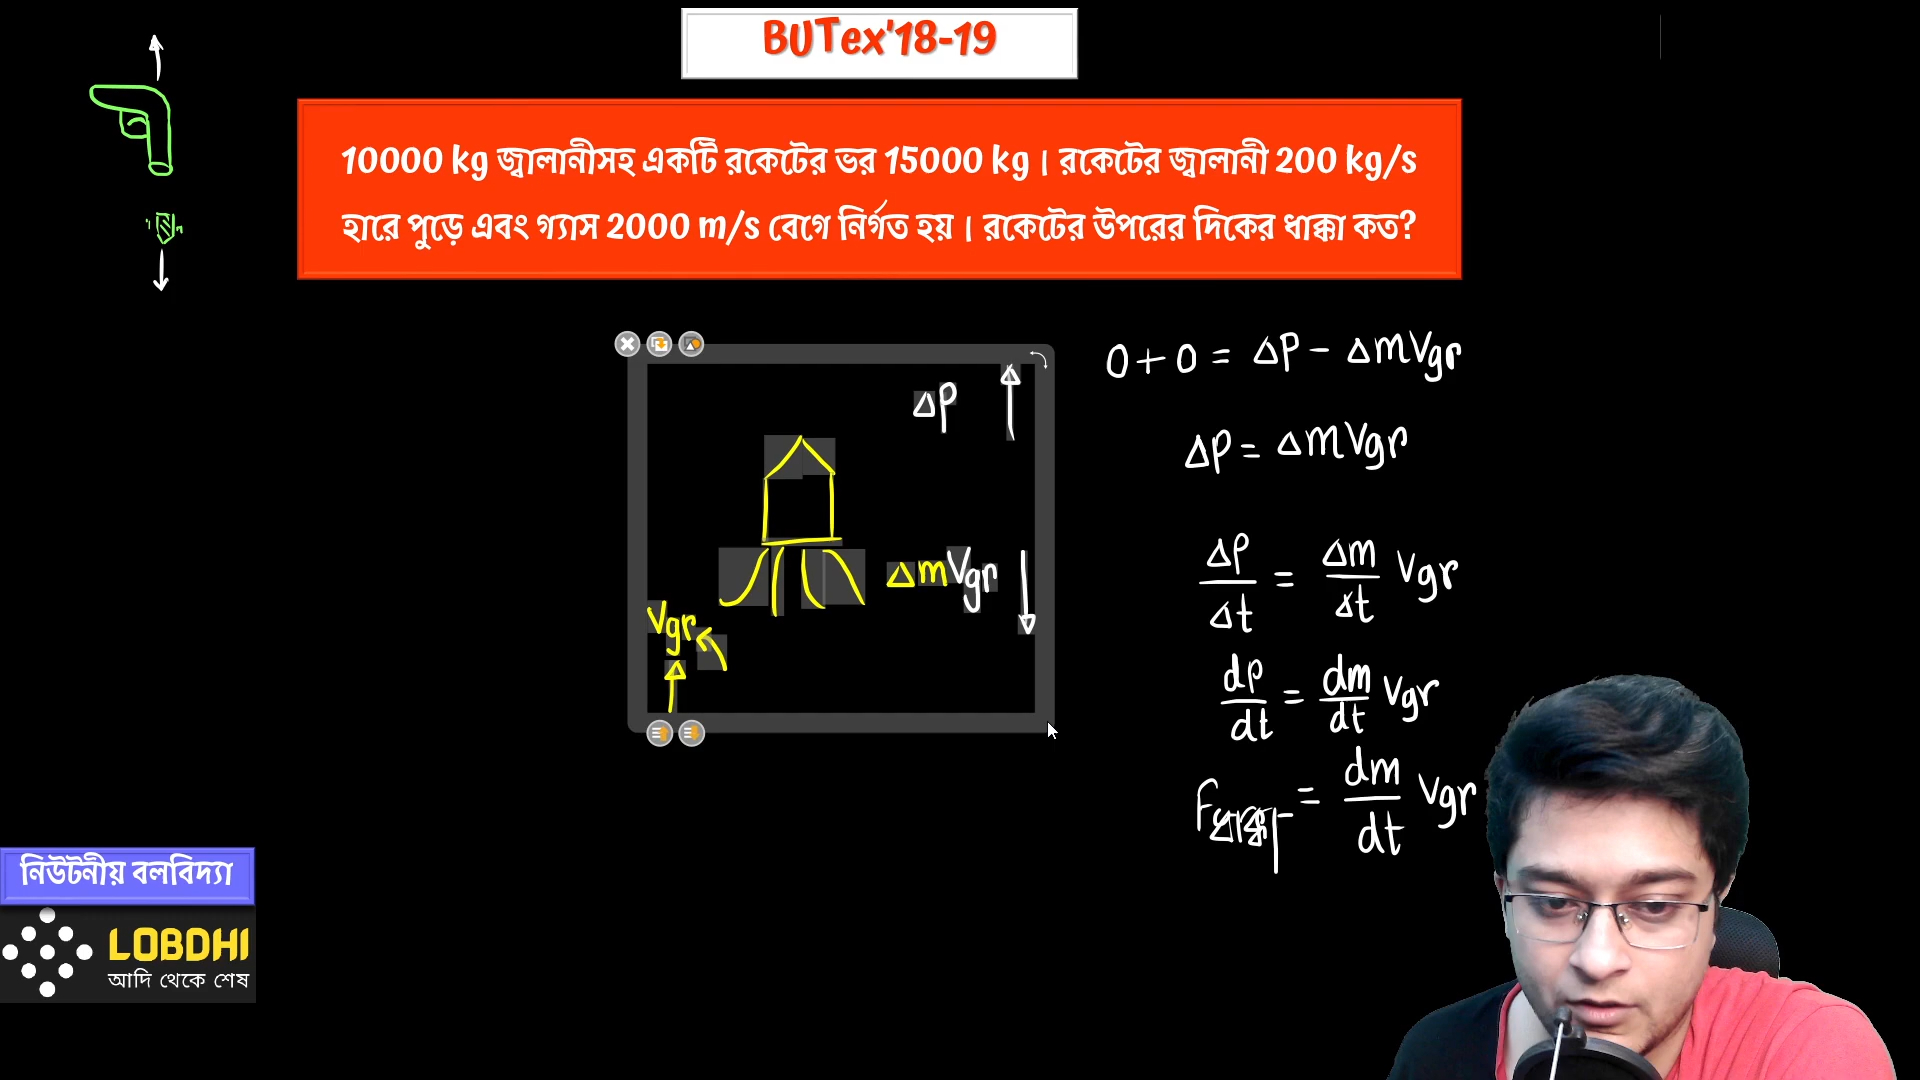 BUTex'18-19
10000 kg জ্বালানীসহ একটি রকেটের ভর 15000 kg। রকেটের জ্বালানী 200 kg/s
হারে পুড়ে এবং গ্যাস 2000 m/s বেগে নির্গত হয়। রকেটের উপরের দিকের ধাক্কা কত?
0 + 0 = ΔP - ΔmVgr
ΔP
ΔP = ΔmVgr
ΔmVgr
Vgr
ΔP/Δt = Δm/Δt Vgr
dP/dt = dm/dt Vgr
Fধাক্কা = dm/dt Vgr
নিউটনীয় বলবিদ্যা
LOBDHI
আদি থেকে শেষ